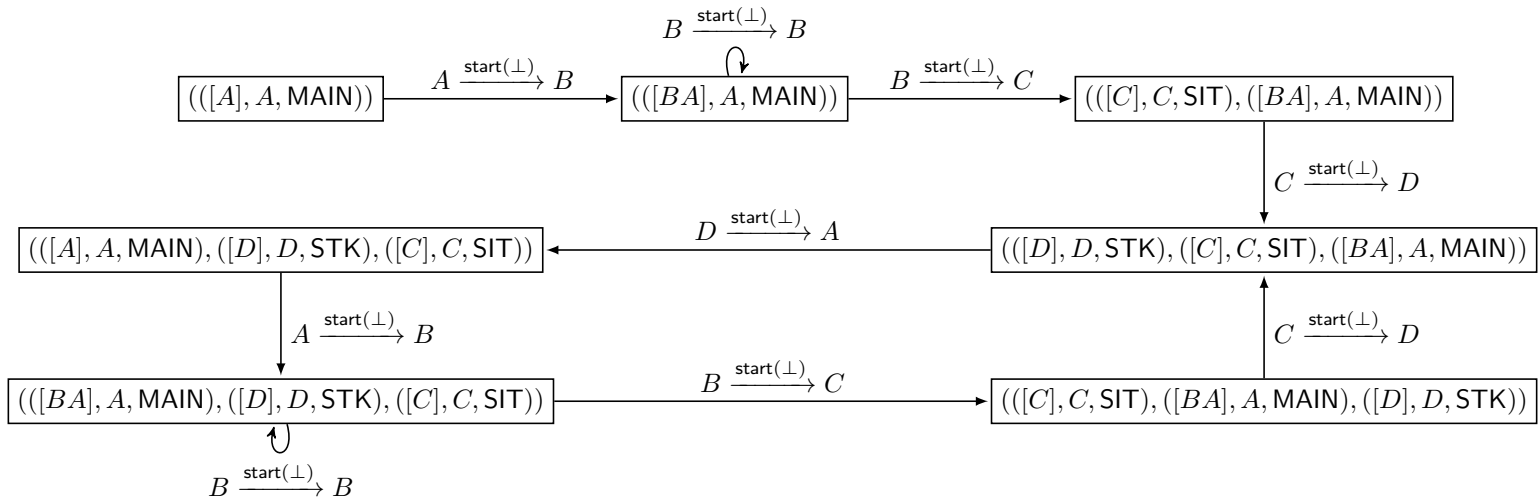 B start(⊥) B
(([A], A, MAIN)) A start(⊥) B (([BA], A, MAIN)) B start(⊥) C (([C], C, SIT), ([BA], A, MAIN))
C start(⊥) D
(([A], A, MAIN), ([D], D, STK), ([C], C, SIT)) D start(⊥) A (([D], D, STK), ([C], C, SIT), ([BA], A, MAIN))
A start(⊥) B C start(⊥) D
(([BA], A, MAIN), ([D], D, STK), ([C], C, SIT)) B start(⊥) C (([C], C, SIT), ([BA], A, MAIN), ([D], D, STK))
B start(⊥) B